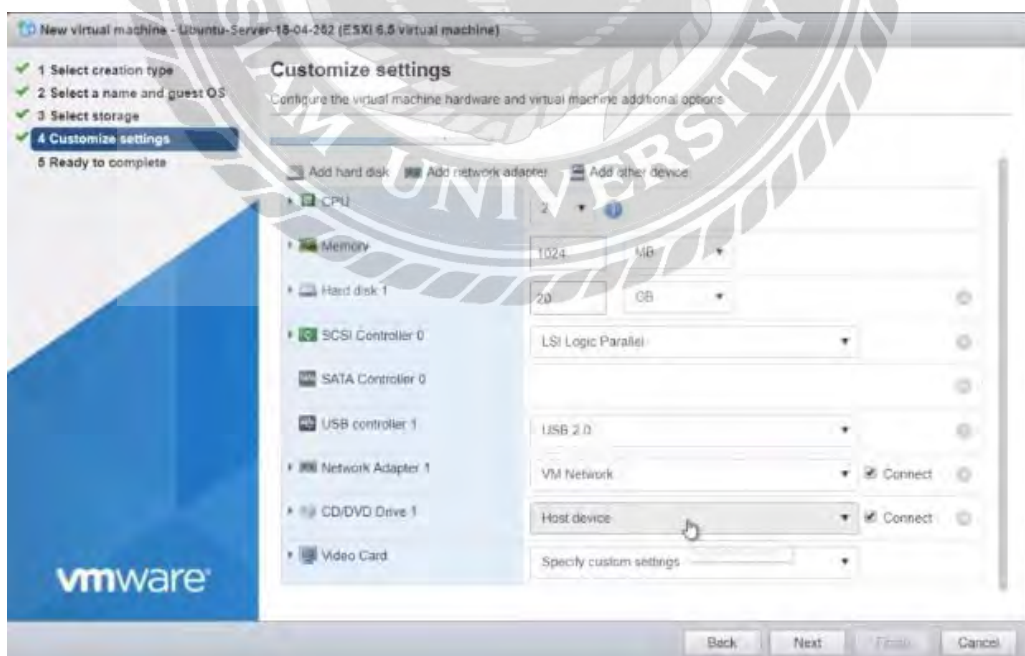 New virtual machine - Ubuntu-Server-18-04-252 (ESXi 6.5 virtual machine)
1 Select creation type
2 Select a name and guest OS
3 Select storage
4 Customize settings
5 Ready to complete
Customize settings
Configure the virtual machine hardware and virtual machine additional options
Add hard disk Add network adapter Add other device
CPU 2
Memory 1024 MB
Hard disk 1 20 GB
SCSI Controller 0 LSI Logic Parallel
SATA Controller 0
USB controller 1 USB 2.0
Network Adapter 1 VM Network Connect
CD/DVD Drive 1 Host device Connect
Video Card Specify custom settings
vmware
Back Next Finish Cancel
UNIVERSITY